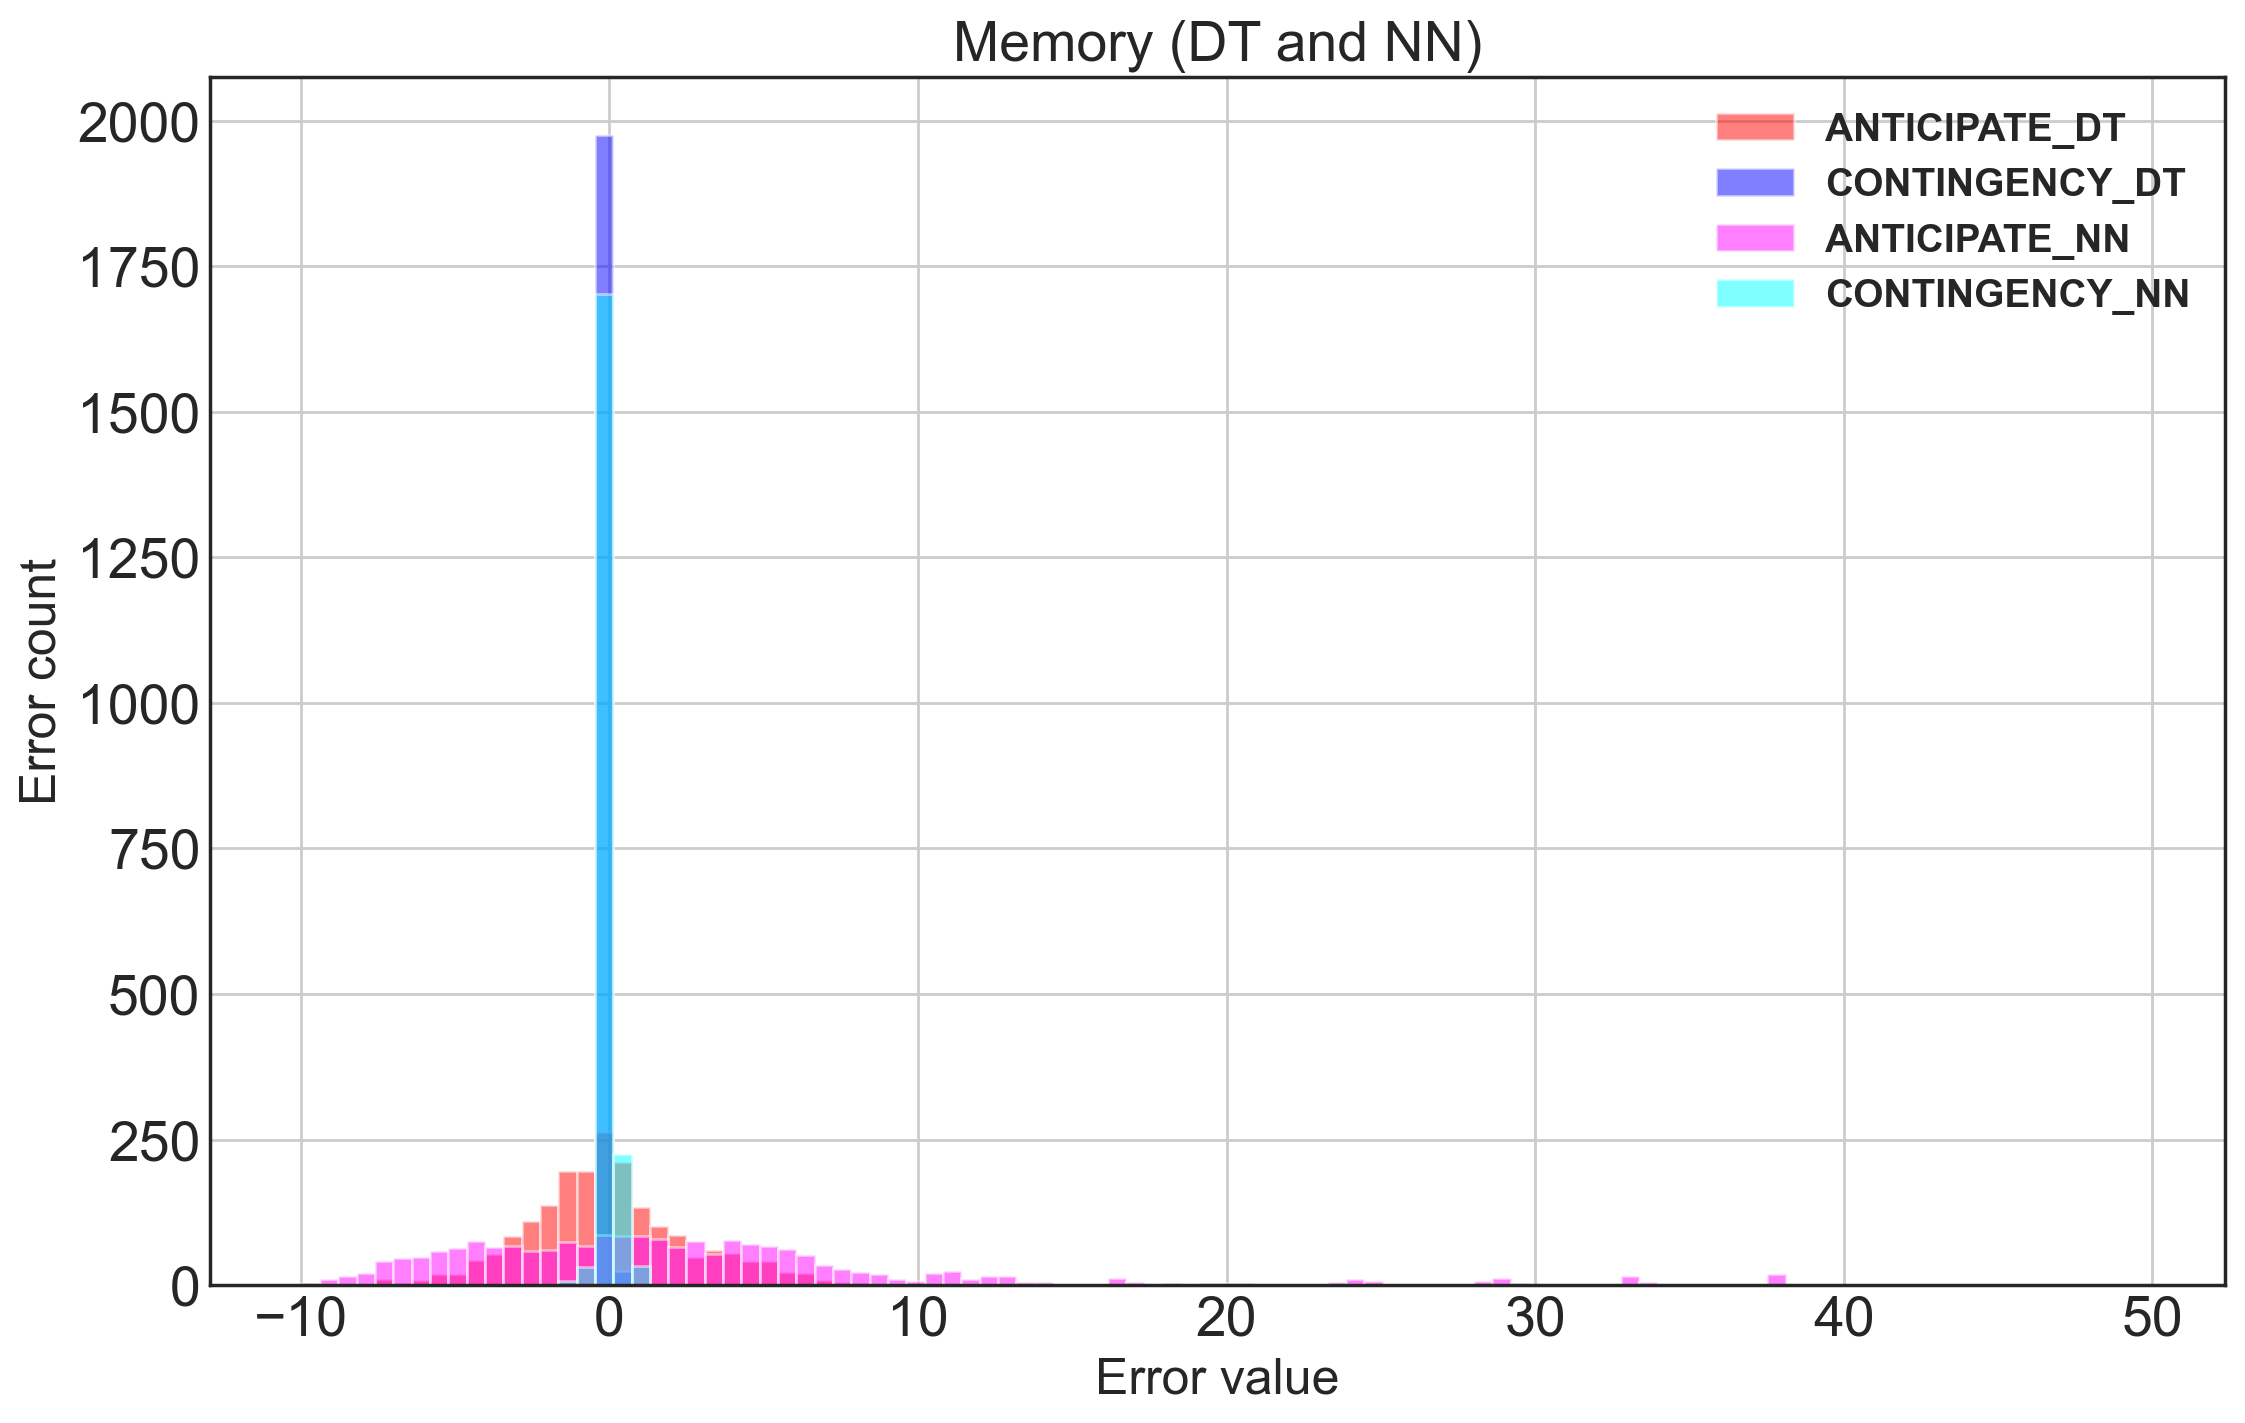 Memory (DT and NN)
2000
1750
1500
1250
1000
750
500
250
0
Error count
ANTICIPATE_DT
CONTINGENCY_DT
ANTICIPATE_NN
CONTINGENCY_NN
−10 0 10 20 30 40 50
Error value